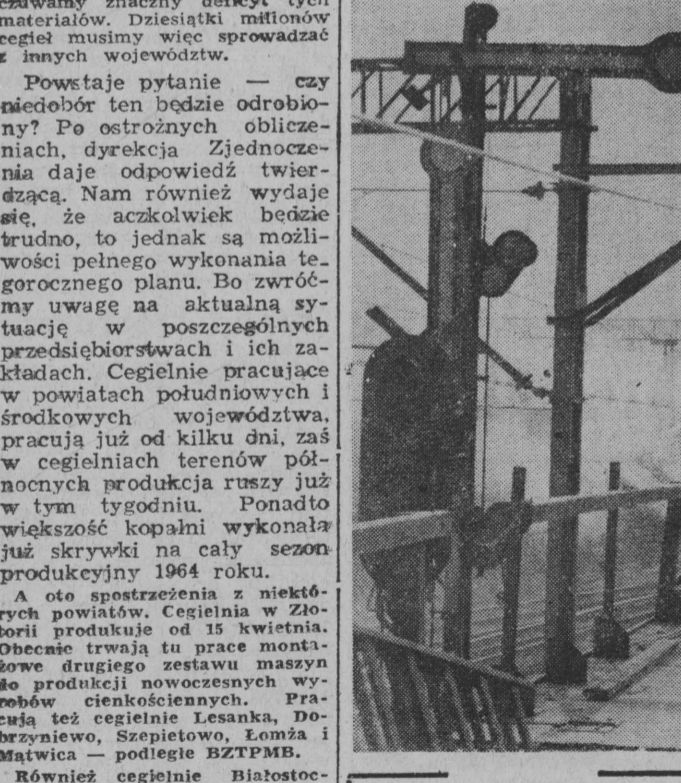 czuwamy znaczny deficyt tych
materiałów. Dziesiątki milionów
cegieł musimy więc sprowadzać
z innych województw.
Powstaje pytanie — czy
niedobór ten będzie odrobio-
ny? Po ostrożnych oblicze-
niach, dyrekcja Zjednocze-
nia daje odpowiedź twier-
dzącą. Nam również wydaje
się, że aczkolwiek będzie
trudno, to jednak są możli-
wości pełnego wykonania te-
gorocznego planu. Bo zwróć-
my uwagę na aktualną sy-
tuację w poszczególnych
przedsiębiorstwach i ich za-
kładach. Cegielnie pracujące
w powiatach południowych i
środkowych województwa,
pracują już od kilku dni, zaś
w cegielniach terenów pół-
nocnych produkcja ruszy już
w tym tygodniu. Ponadto
większość kopalni wykonała
już skrywki na cały sezon
produkcyjny 1964 roku.
A oto spostrzeżenia z niektó-
rych powiatów. Cegielnia w Zło-
torii produkuje od 15 kwietnia.
Obecnie trwają tu prace monta-
żowe drugiego zestawu maszyn
do produkcji nowoczesnych wy-
robów cienkościennych. Pra-
cują też cegielnie Lesanka, Do-
brzyniewo, Szepietowo, Łomża i
Mątwica — podległe BZTPMB.
Również cegielnie Białostoc-